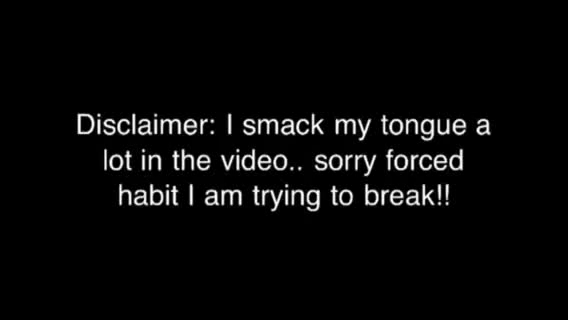 Disclaimer: I smack my tongue a
lot in the video.. sorry forced
habit I am trying to break!!